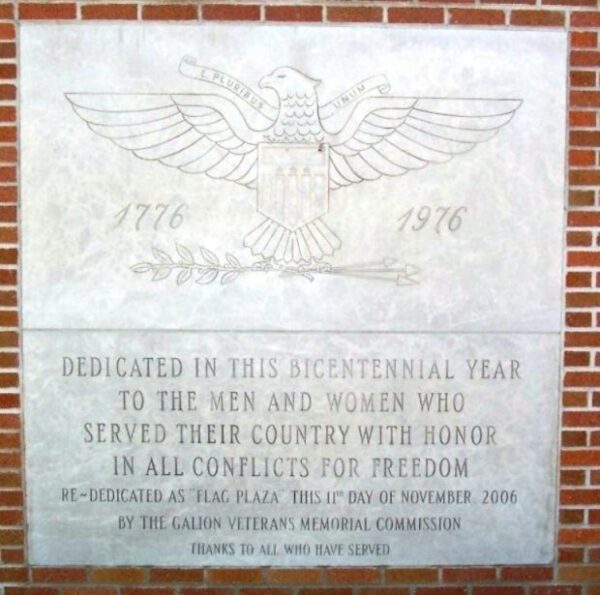 E. PLURIBUS UNUM
1776 1976
DEDICATED IN THIS BICENTENNIAL YEAR
TO THE MEN AND WOMEN WHO
SERVED THEIR COUNTRY WITH HONOR
IN ALL CONFLICTS FOR FREEDOM
RE~DEDICATED AS "FLAG PLAZA" THIS 11TH DAY OF NOVEMBER, 2006
BY THE GALION VETERANS MEMORIAL COMMISSION
THANKS TO ALL WHO HAVE SERVED